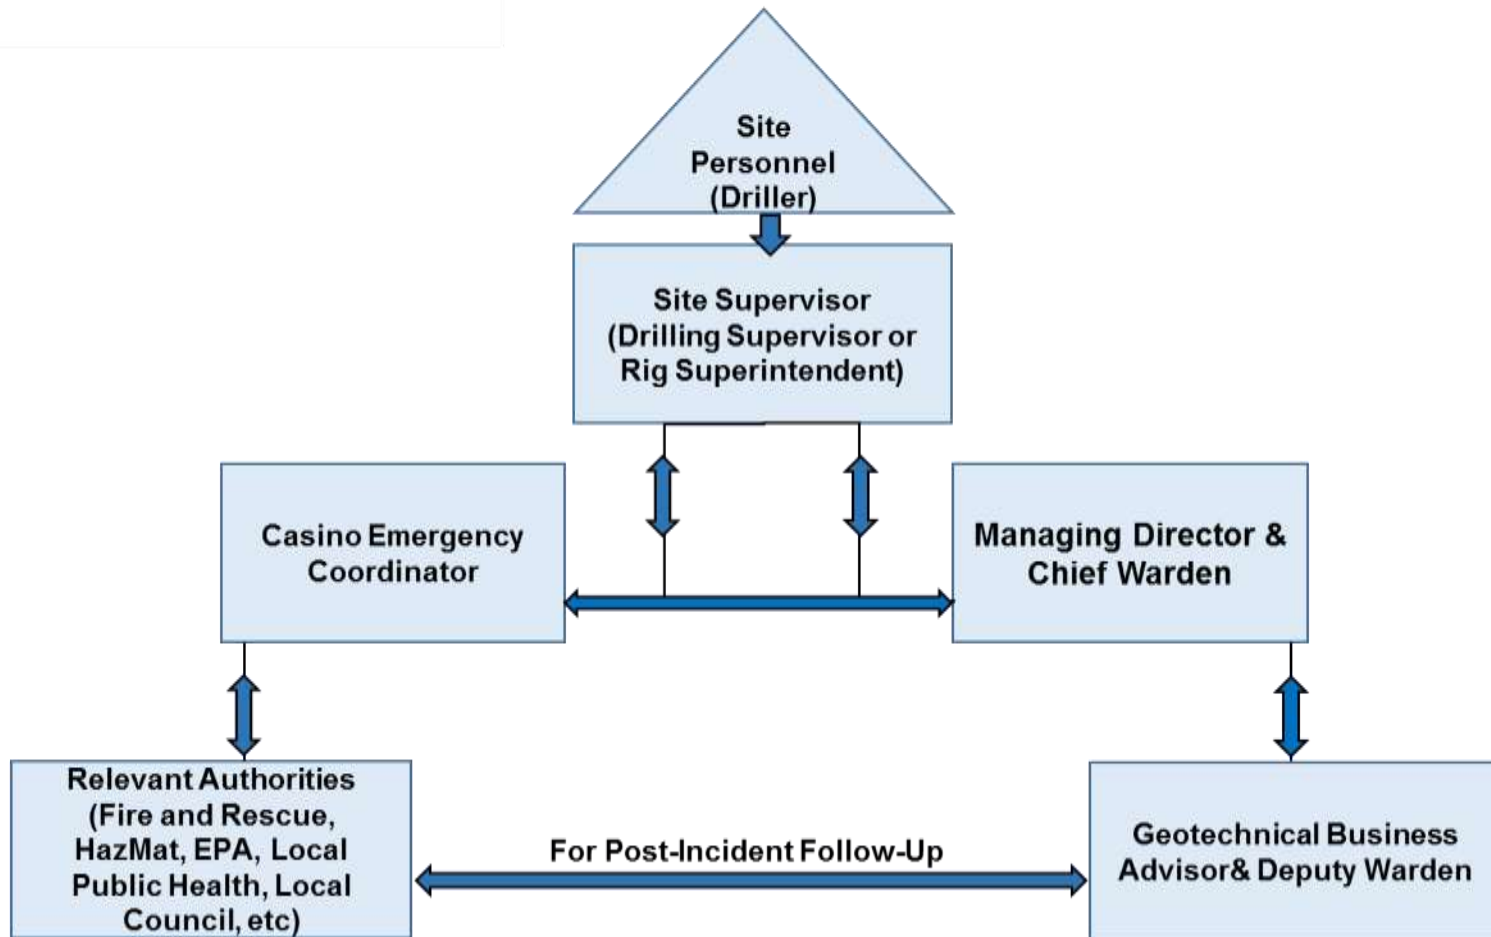 Site
Personnel
(Driller)
Site Supervisor
(Drilling Supervisor or
Rig Superintendent)
Casino Emergency
Coordinator
Managing Director &
Chief Warden
Relevant Authorities
(Fire and Rescue,
HazMat, EPA, Local
Public Health, Local
Council, etc)
For Post-Incident Follow-Up
Geotechnical Business
Advisor& Deputy Warden